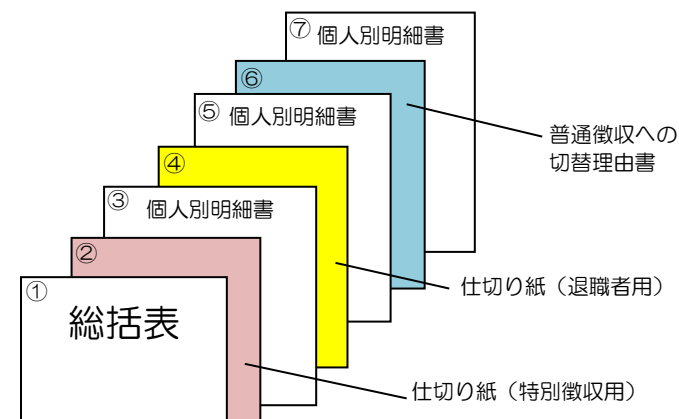 ⑦ 個人別明細書
⑥
⑤ 個人別明細書
普通徴収への
切替理由書
④
③ 個人別明細書
②
仕切り紙（退職者用）
①
総括表
仕切り紙（特別徴収用）